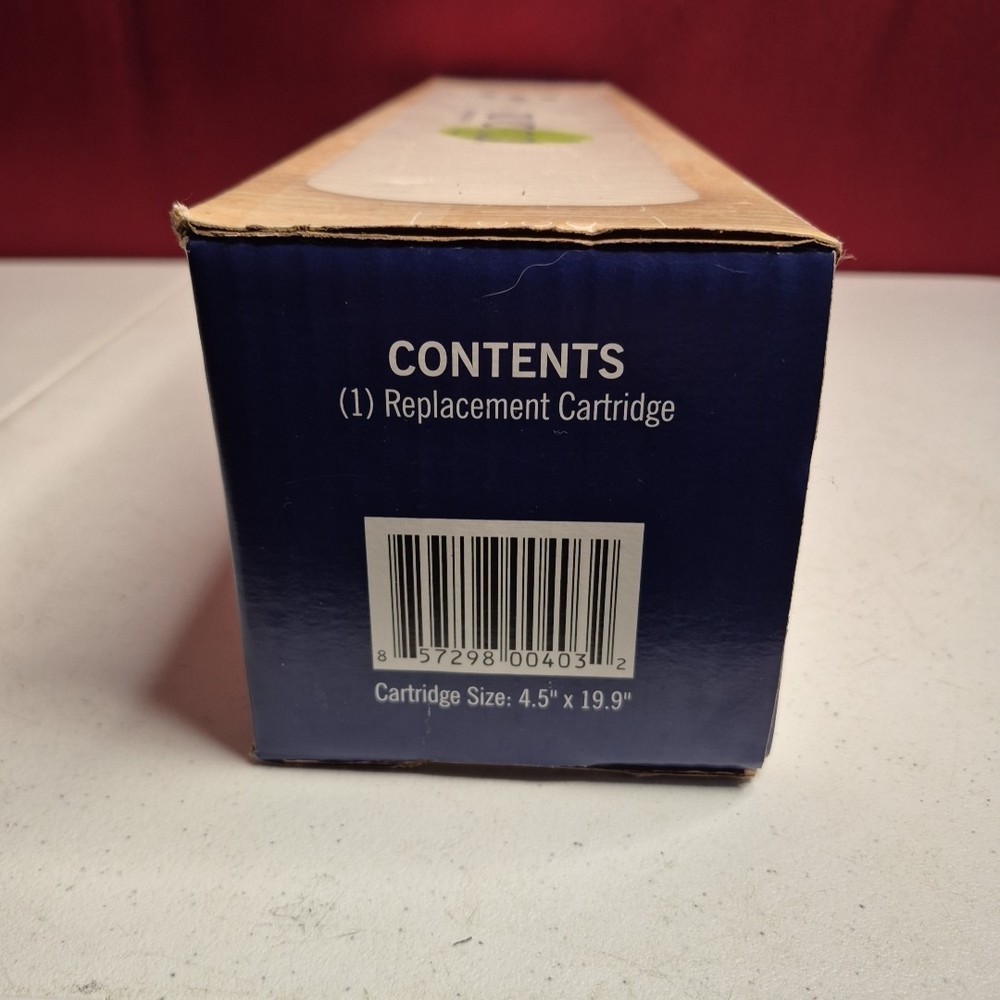 CONTENTS
(1) Replacement Cartridge
8 57298 00403 2
Cartridge Size: 4.5" x 19.9"